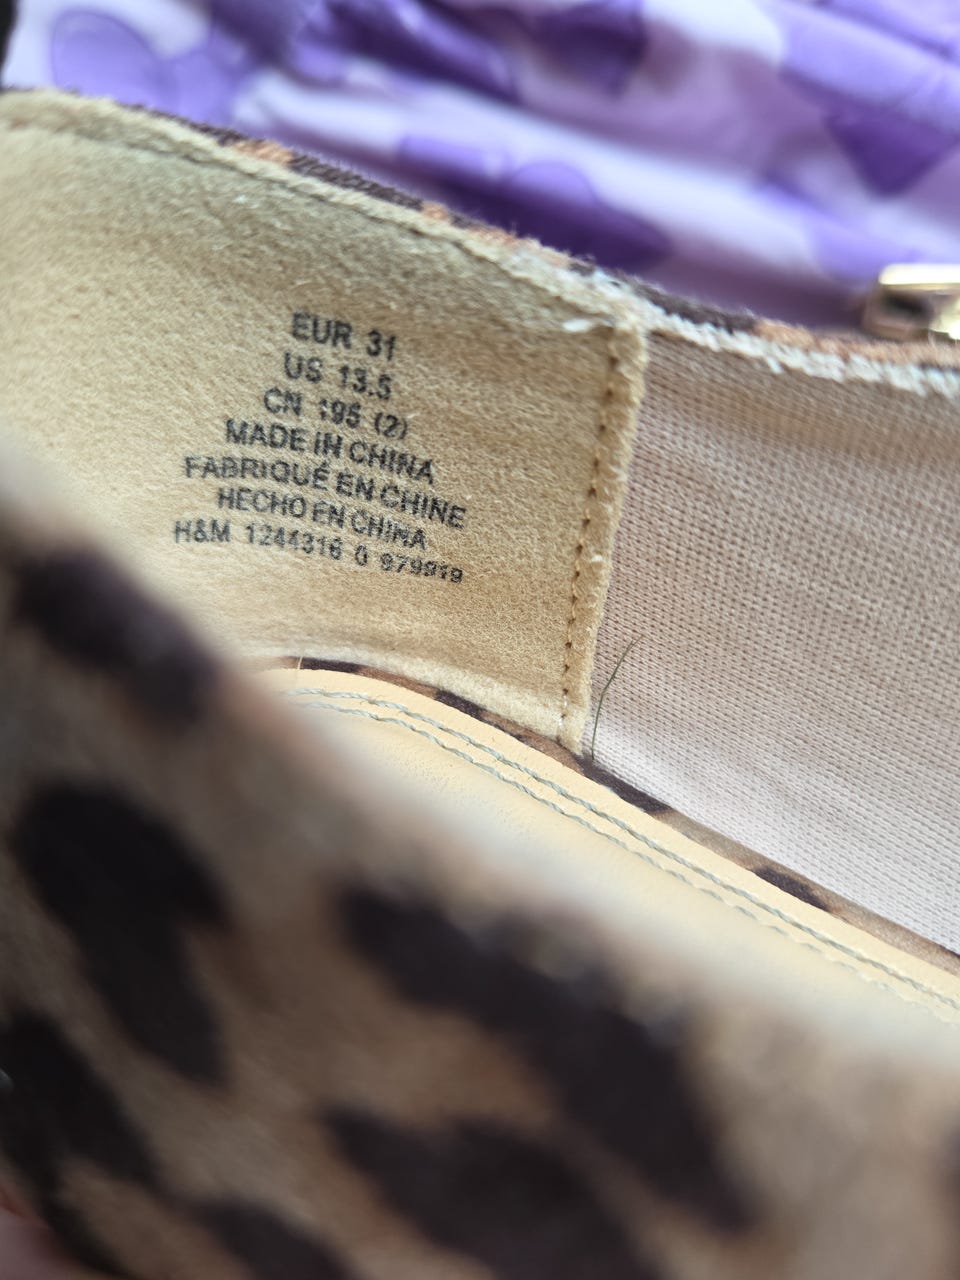 EUR 31
US 13.5
CN 195 (2)
MADE IN CHINA
FABRIQUÉ EN CHINE
HECHO EN CHINA
H&M 1244316 0 979919